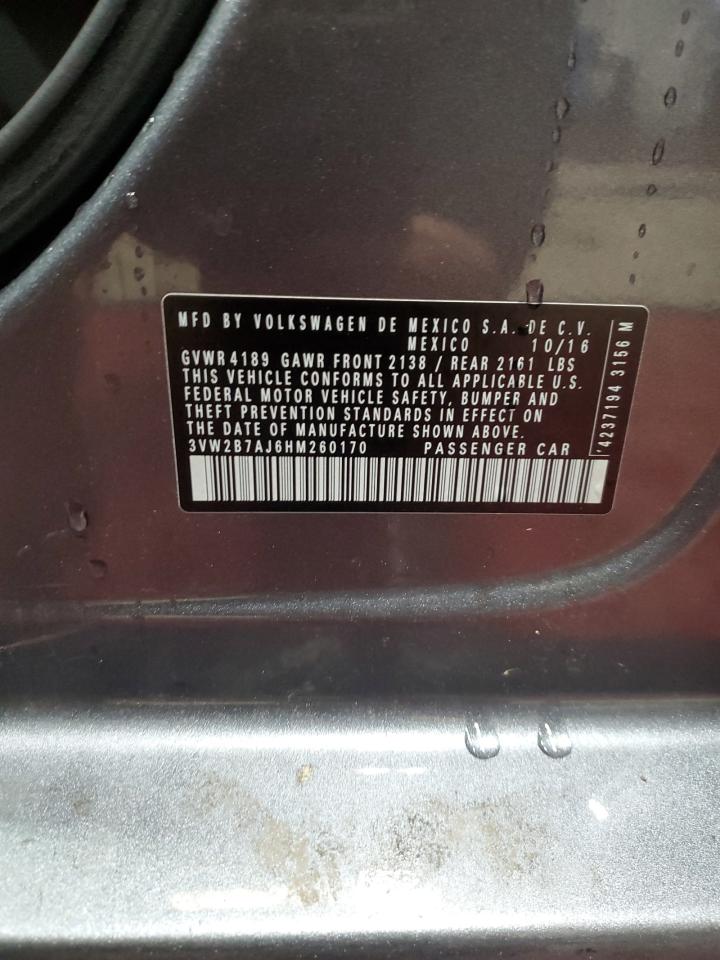 MFD BY VOLKSWAGEN DE MEXICO S.A. DE C.V.
MEXICO 10/16
GVWR 4189 GAWR FRONT 2138 / REAR 2161 LBS
THIS VEHICLE CONFORMS TO ALL APPLICABLE U.S.
FEDERAL MOTOR VEHICLE SAFETY, BUMPER AND
THEFT PREVENTION STANDARDS IN EFFECT ON
THE DATE OF MANUFACTURE SHOWN ABOVE.
3VW2B7AJ6HM260170 PASSENGER CAR
4237194 3156 M